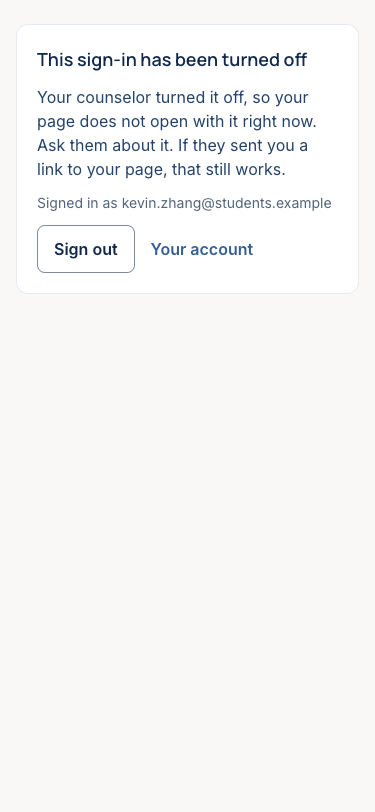 This sign-in has been turned off
Your counselor turned it off, so your
page does not open with it right now.
Ask them about it. If they sent you a
link to your page, that still works.
Signed in as kevin.zhang@students.example
Sign out
Your account